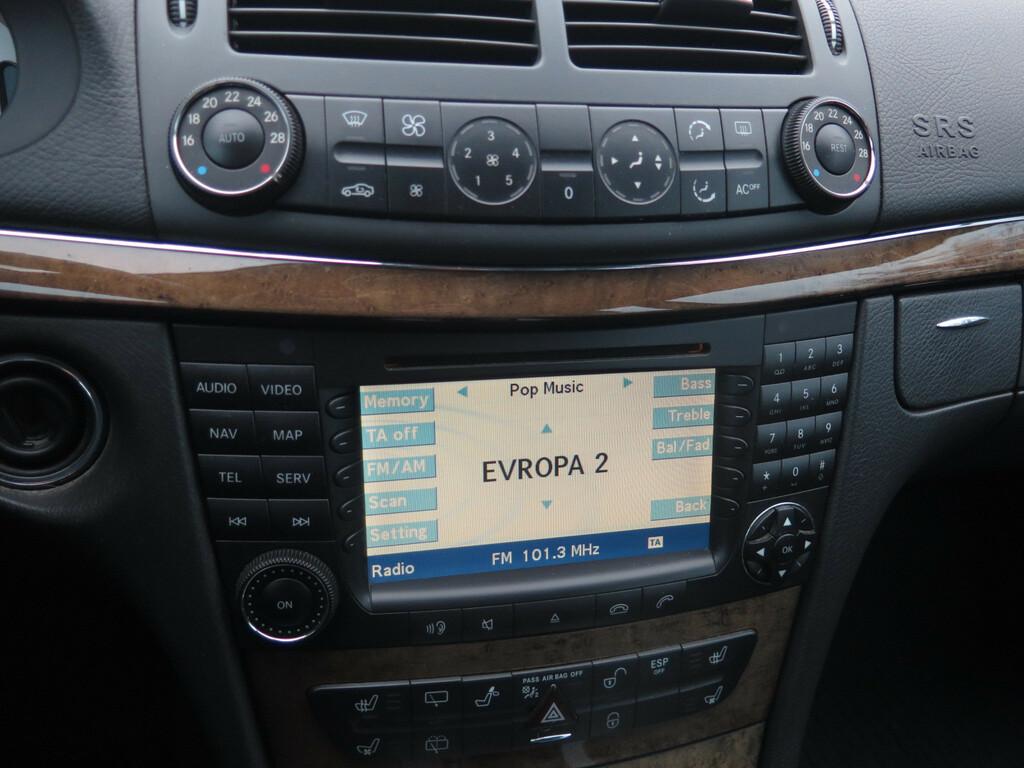 16 18 20 22 24 26 28
AUTO
1 2 3 4 5
0
AC OFF
16 18 20 22 24 26 28
REST
SRS
AIRBAG
AUDIO VIDEO
NAV MAP
TEL SERV
ON
Memory
TA off
FM/AM
Scan
Setting
Pop Music
EVROPA 2
Bass
Treble
Bal/Fad
Back
FM 101.3 MHz TA
Radio
1 2 ABC 3 DEF
4 GHI 5 JKL 6 MNO
7 PQRS 8 TUV 9 WXYZ
* 0 #
OK
PASS AIR BAG OFF
ESP
OFF